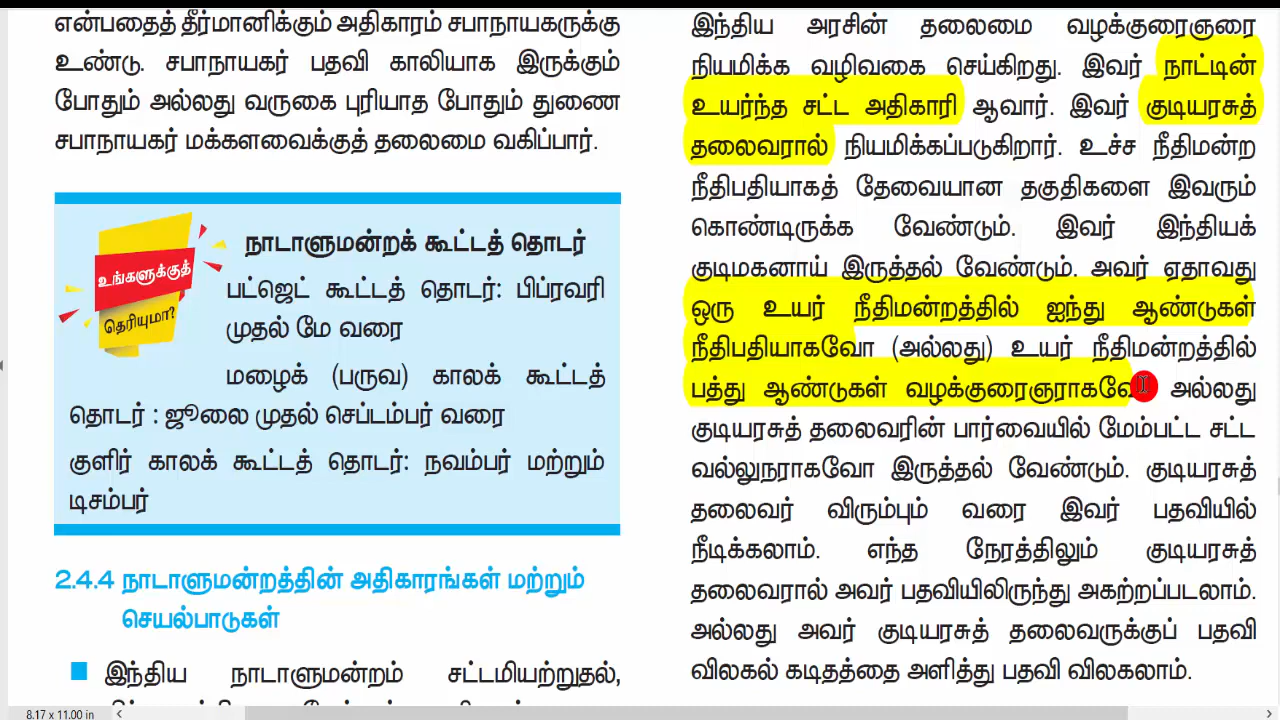 என்பதைத் தீர்மானிக்கும் அதிகாரம் சபாநாயகருக்கு
உண்டு. சபாநாயகர் பதவி காலியாக இருக்கும்
போதும் அல்லது வருகை புரியாத போதும் துணை
சபாநாயகர் மக்களவைக்குத் தலைமை வகிப்பார்.
உங்களுக்குத்
தெரியுமா?
நாடாளுமன்றக் கூட்டத் தொடர்
பட்ஜெட் கூட்டத் தொடர்: பிப்ரவரி
முதல் மே வரை
மழைக் (பருவ) காலக் கூட்டத்
தொடர் : ஜூலை முதல் செப்டம்பர் வரை
குளிர் காலக் கூட்டத் தொடர்: நவம்பர் மற்றும்
டிசம்பர்
2.4.4 நாடாளுமன்றத்தின் அதிகாரங்கள் மற்றும்
செயல்பாடுகள்
இந்திய நாடாளுமன்றம் சட்டமியற்றுதல்,
இந்திய அரசின் தலைமை வழக்குரைஞரை
நியமிக்க வழிவகை செய்கிறது. இவர் நாட்டின்
உயர்ந்த சட்ட அதிகாரி ஆவார். இவர் குடியரசுத்
தலைவரால் நியமிக்கப்படுகிறார். உச்ச நீதிமன்ற
நீதிபதியாகத் தேவையான தகுதிகளை இவரும்
கொண்டிருக்க வேண்டும். இவர் இந்தியக்
குடிமகனாய் இருத்தல் வேண்டும். அவர் ஏதாவது
ஒரு உயர் நீதிமன்றத்தில் ஐந்து ஆண்டுகள்
நீதிபதியாகவோ (அல்லது) உயர் நீதிமன்றத்தில்
பத்து ஆண்டுகள் வழக்குரைஞராகவோ அல்லது
குடியரசுத் தலைவரின் பார்வையில் மேம்பட்ட சட்ட
வல்லுநராகவோ இருத்தல் வேண்டும். குடியரசுத்
தலைவர் விரும்பும் வரை இவர் பதவியில்
நீடிக்கலாம். எந்த நேரத்திலும் குடியரசுத்
தலைவரால் அவர் பதவியிலிருந்து அகற்றப்படலாம்.
அல்லது அவர் குடியரசுத் தலைவருக்குப் பதவி
விலகல் கடிதத்தை அளித்து பதவி விலகலாம்.
8.17 x 11.00 in